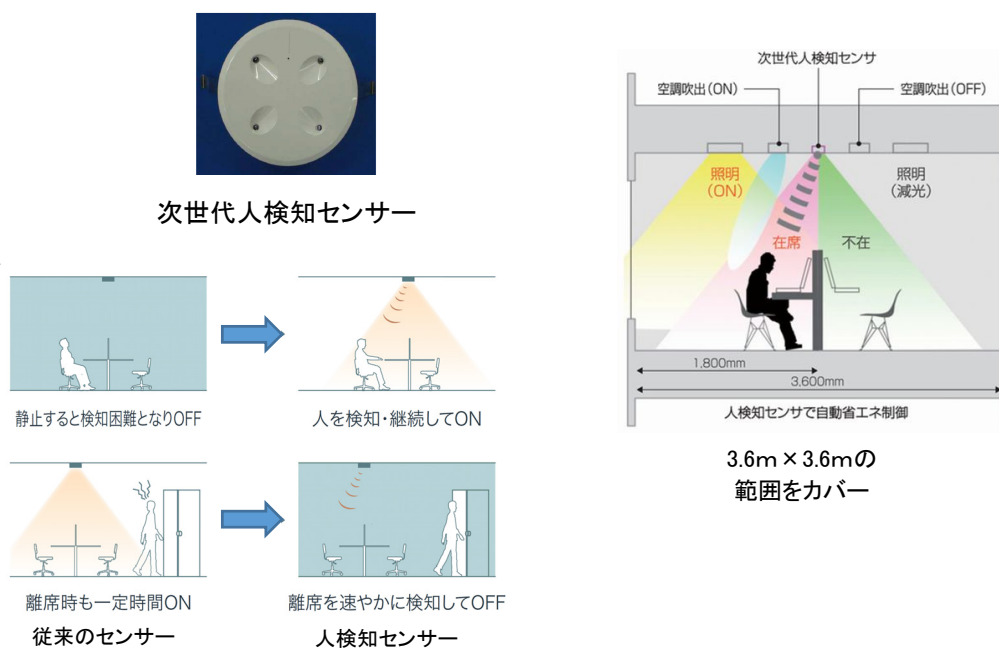 次世代人検知センサー
静止すると検知困難となりOFF
人を検知・継続してON
離席時も一定時間ON
離席を速やかに検知してOFF
従来のセンサー
人検知センサー
次世代人検知センサ
空調吹出(ON)
空調吹出(OFF)
照明
(ON)
照明
(減光)
在席
不在
1,800mm
3,600mm
人検知センサで自動省エネ制御
3.6m×3.6mの
範囲をカバー